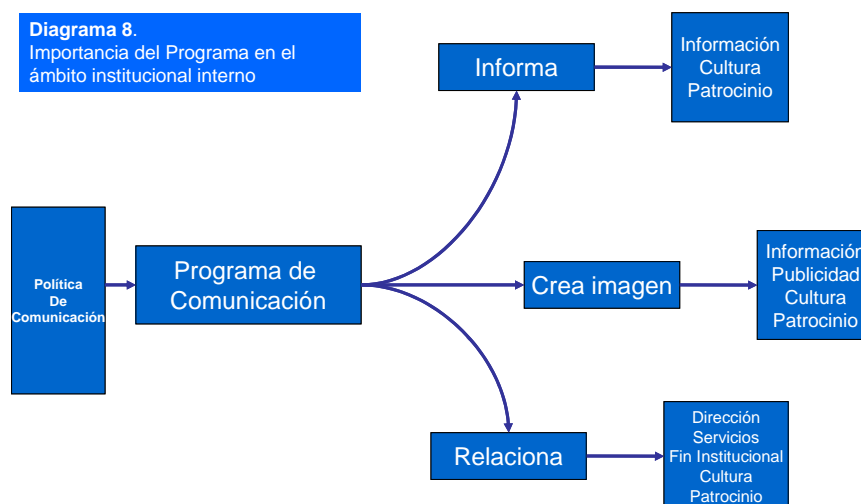 Diagrama 8.
Importancia del Programa en el
ámbito institucional interno
Informa
Información
Cultura
Patrocinio
Política
De
Comunicación
Programa de
Comunicación
Crea imagen
Información
Publicidad
Cultura
Patrocinio
Relaciona
Dirección
Servicios
Fin Institucional
Cultura
Patrocinio